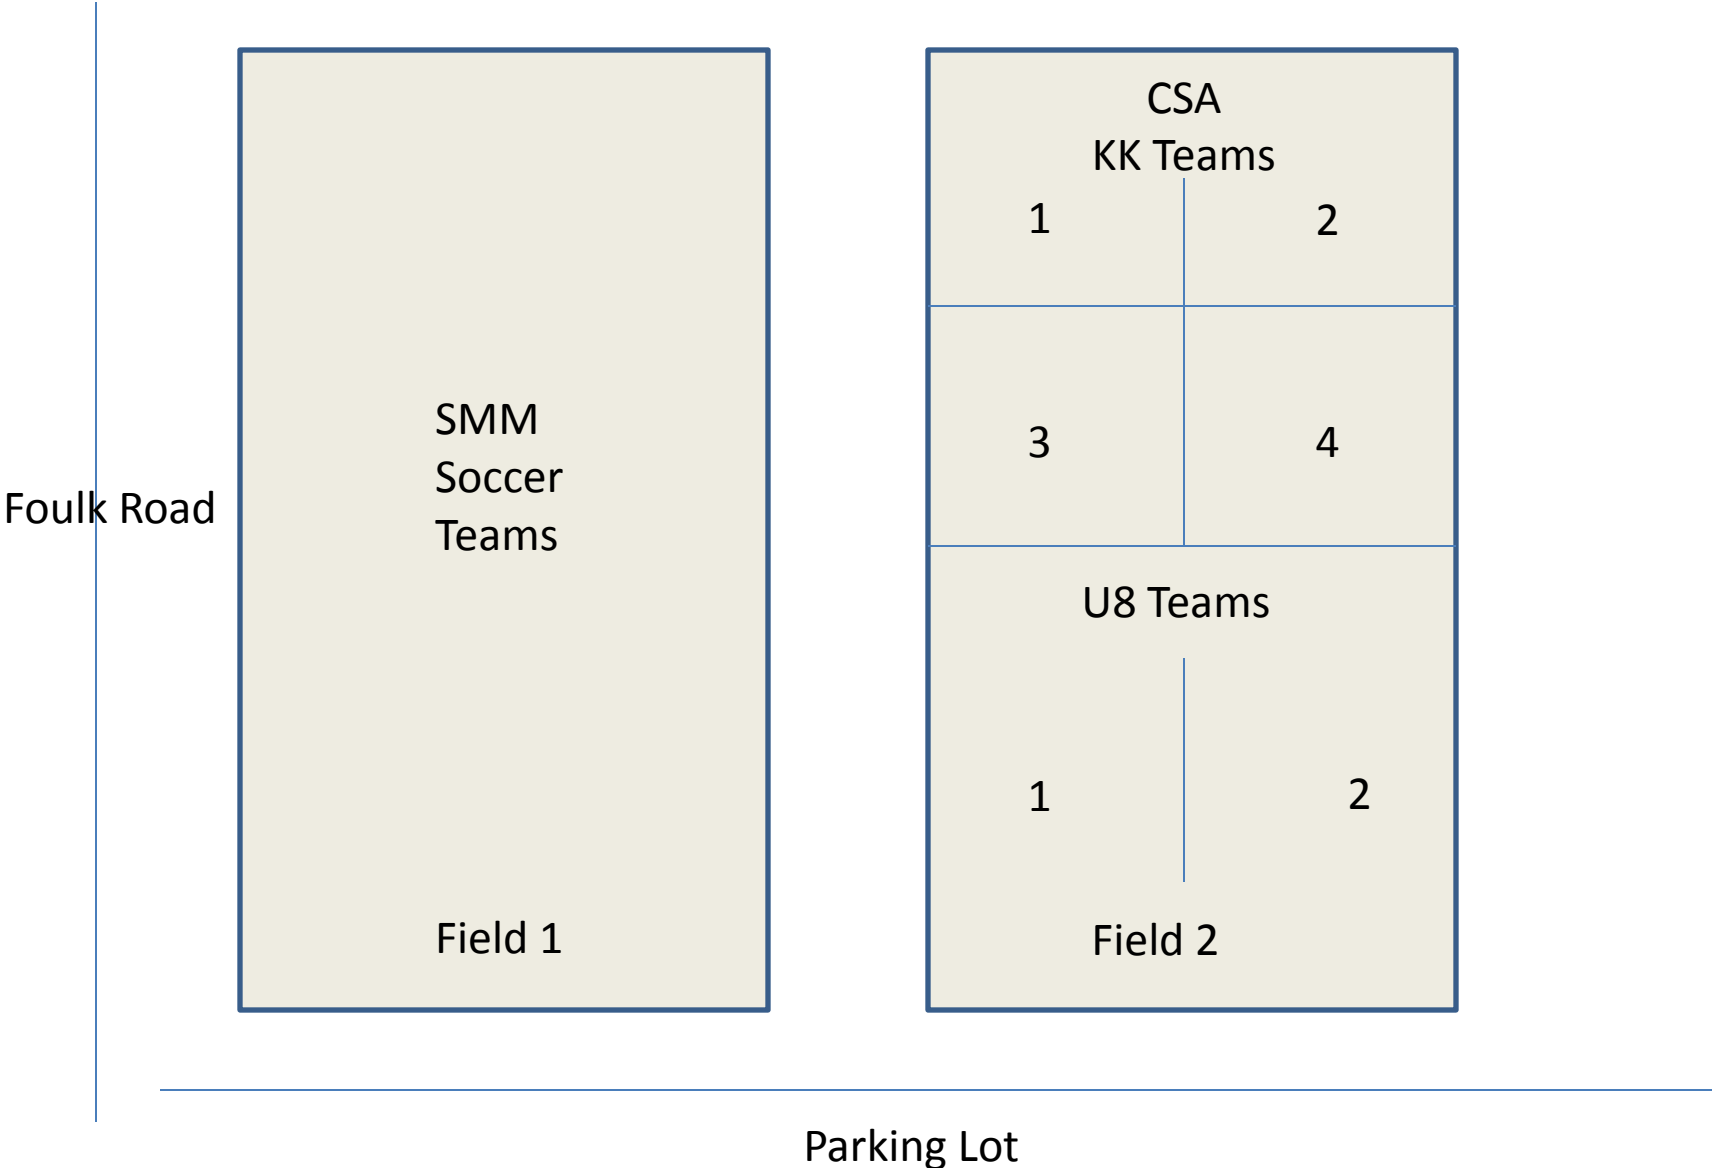 Foulk Road
SMM
Soccer
Teams
Field 1
CSA
KK Teams
1 2
3 4
U8 Teams
1 2
Field 2
Parking Lot